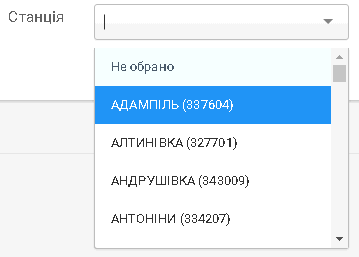 Станція
Не обрано
АДАМПІЛЬ (337604)
АЛТИНІВКА (327701)
АНДРУШІВКА (343009)
АНТОНІНИ (334207)